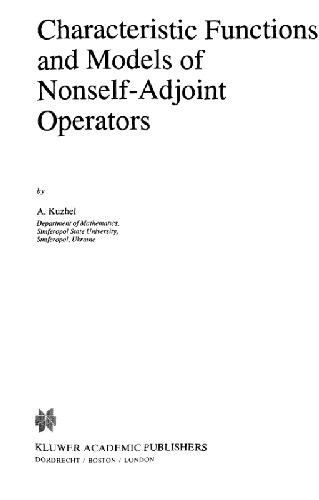 Characteristic Functions
and Models of
Nonself-Adjoint
Operators
by
A. Kuzhel
Department of Mathematics,
Simferopol State University,
Simferopol, Ukraine
KLUWER ACADEMIC PUBLISHERS
DORDRECHT / BOSTON / LONDON